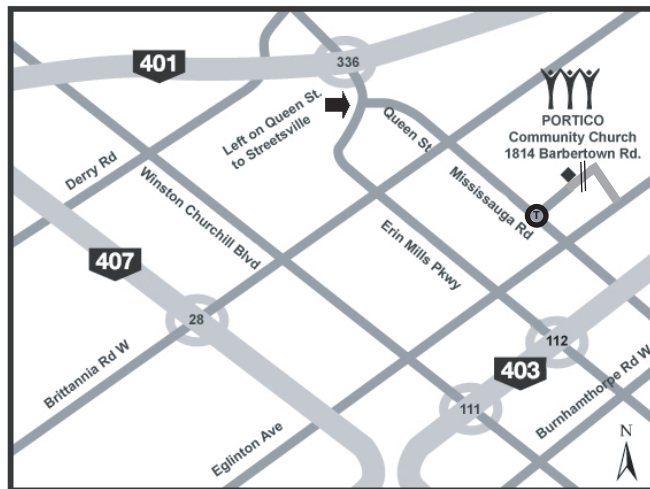 401
336
Left on Queen St.
to Streetsville
Queen St
PORTICO
Community Church
1814 Barbertown Rd.
Derry Rd
Winston Churchill Blvd
Mississauga Rd
T
Erin Mills Pkwy
407
28
112
403
Brittannia Rd W
111
Burnhamthorpe Rd W
Eglinton Ave
N